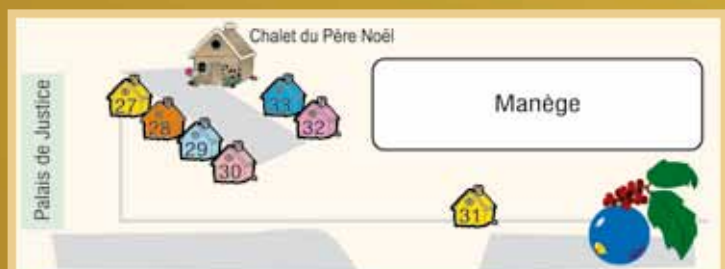 Chalet du Père Noël
Palais de Justice
Manège
27
28
29
30
33
32
31